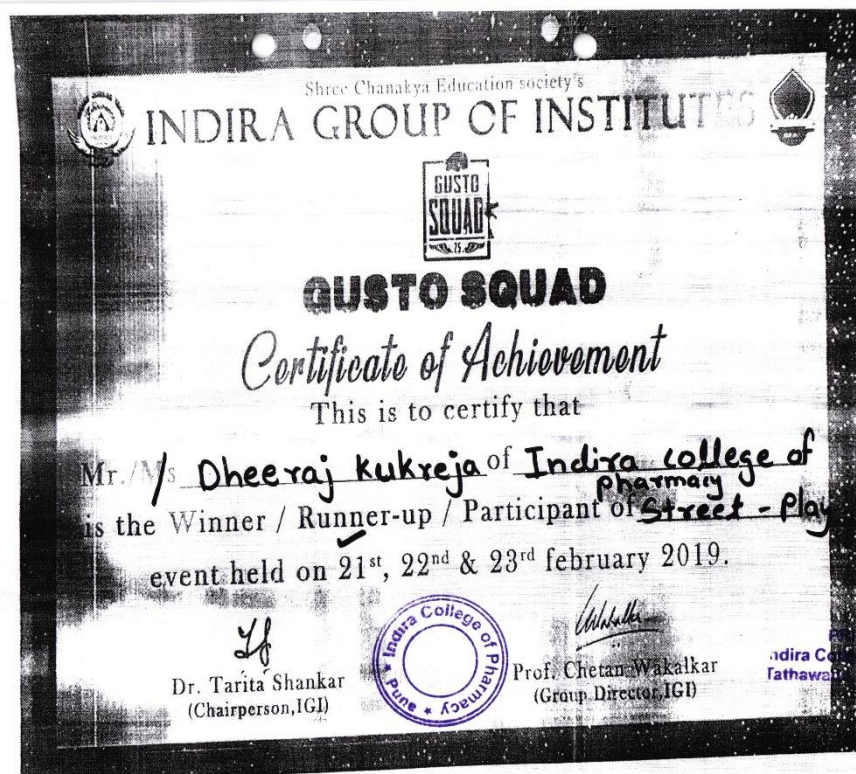 Shree Chanakya Education society's
INDIRA GROUP OF INSTITUTES
GUSTO
SQUAD
25
GUSTO SQUAD
Certificate of Achievement
This is to certify that
Mr./Ms Dheeraj Kukreja of Indira college of
pharmacy
is the Winner / Runner-up / Participant of Street - Play
event held on 21st, 22nd & 23rd february 2019.
Indira College of Pharmacy
Pune
Dr. Tarita Shankar
(Chairperson,IGI)
Prof. Chetan Wakalkar
(Group Director,IGI)